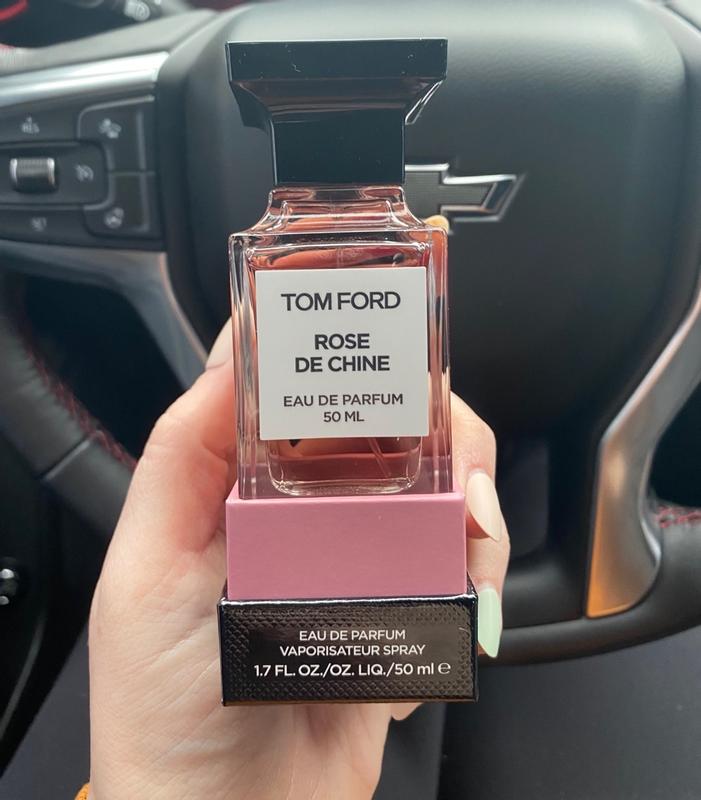 TOM FORD
ROSE
DE CHINE
EAU DE PARFUM
50 ML
EAU DE PARFUM
VAPORISATEUR SPRAY
1.7 FL. OZ./OZ. LIQ./50 ml ℮